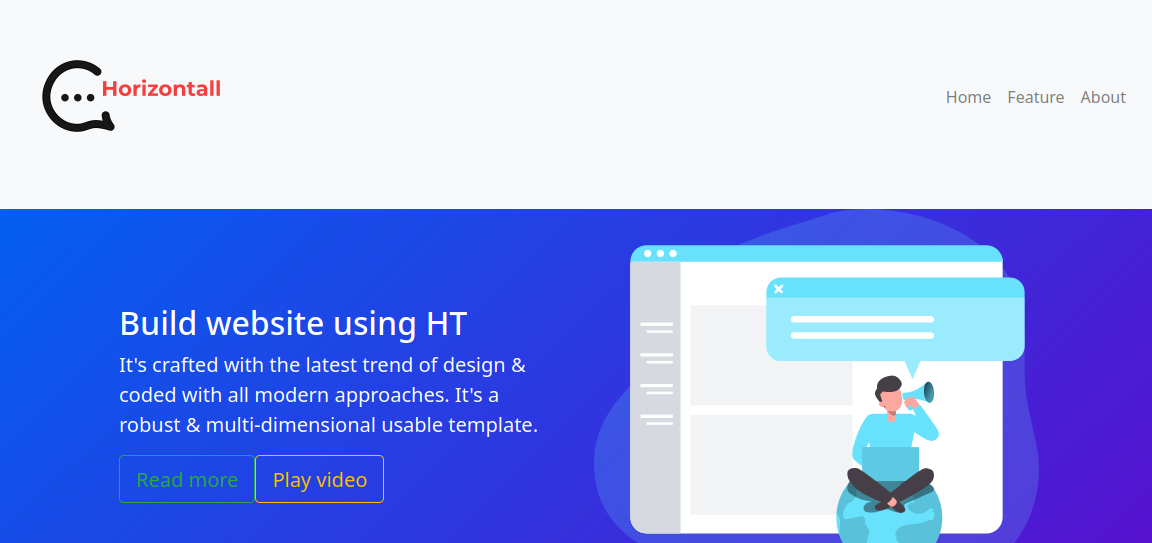 Horizontall
Home Feature About
Build website using HT
It's crafted with the latest trend of design &
coded with all modern approaches. It's a
robust & multi-dimensional usable template.
Read more Play video